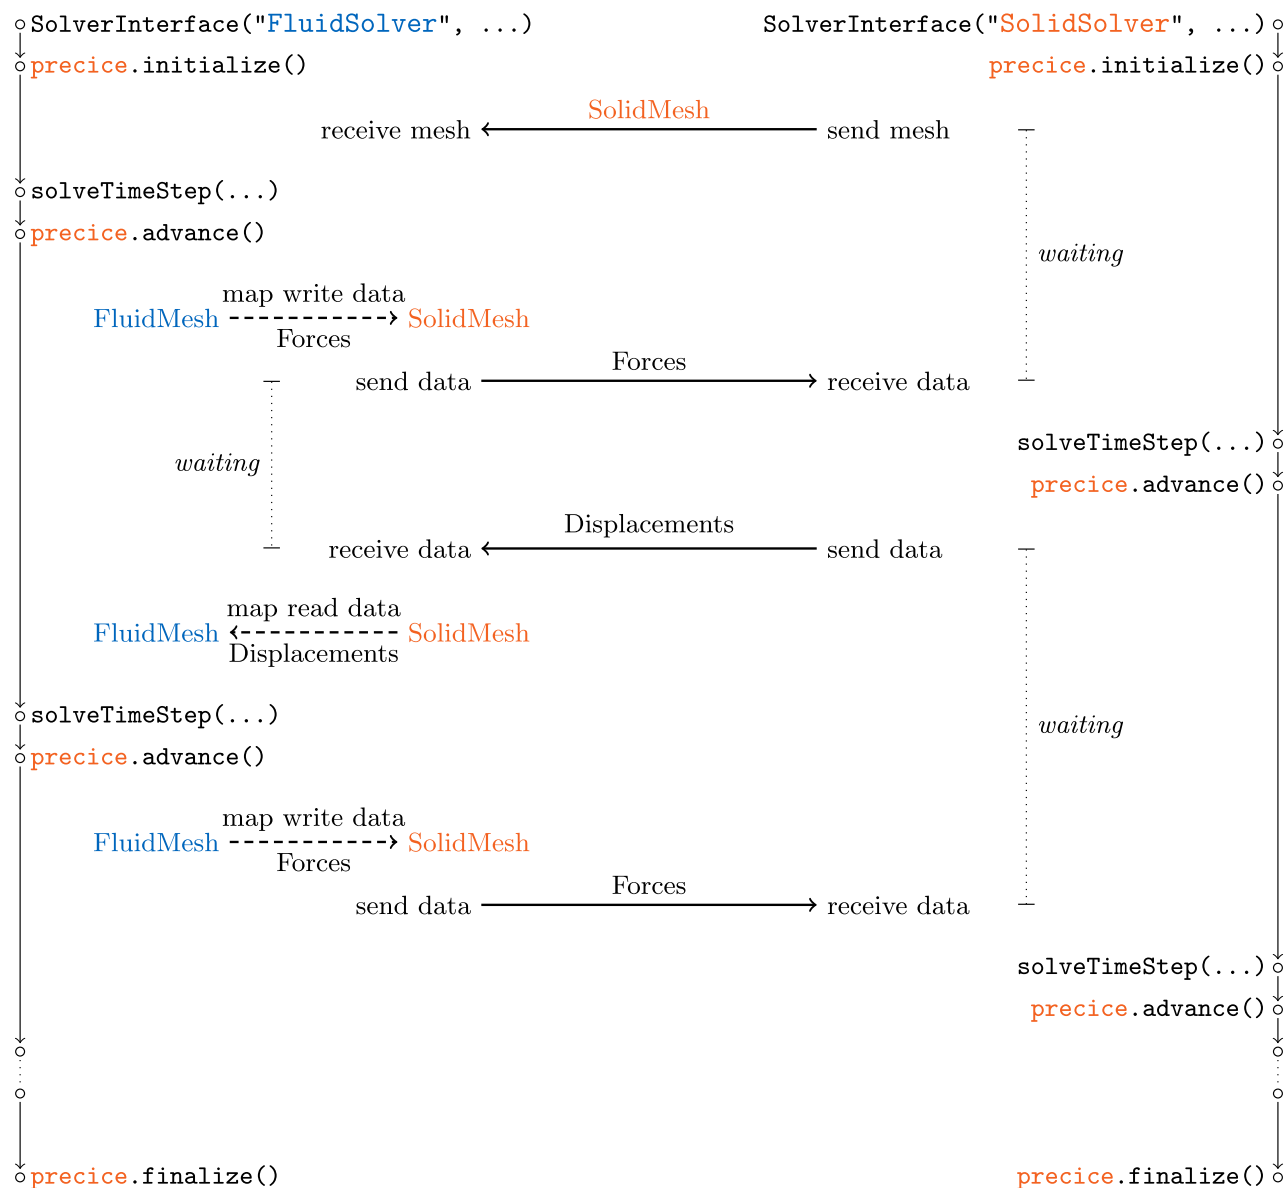 SolverInterface("FluidSolver", ...) SolverInterface("SolidSolver", ...)
precice.initialize() precice.initialize()
SolidMesh
receive mesh send mesh
solveTimeStep(...)
precice.advance()
waiting
map write data
FluidMesh SolidMesh
Forces
Forces
send data receive data
solveTimeStep(...)
waiting
precice.advance()
Displacements
receive data send data
map read data
FluidMesh SolidMesh
Displacements
solveTimeStep(...)
waiting
precice.advance()
map write data
FluidMesh SolidMesh
Forces
Forces
send data receive data
solveTimeStep(...)
precice.advance()
precice.finalize() precice.finalize()